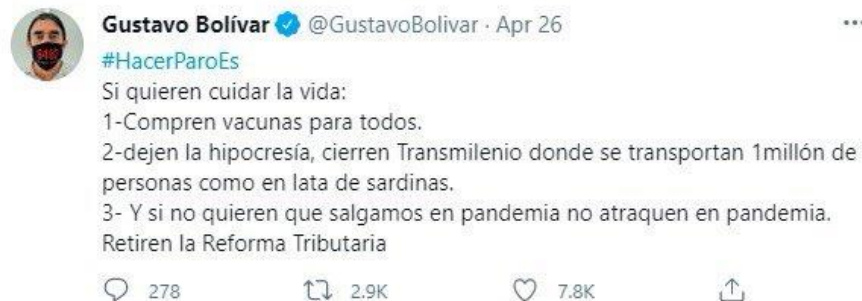 Gustavo Bolívar @GustavoBolivar · Apr 26
#HacerParoEs
Si quieren cuidar la vida:
1-Compren vacunas para todos.
2-dejen la hipocresía, cierren Transmilenio donde se transportan 1millón de
personas como en lata de sardinas.
3- Y si no quieren que salgamos en pandemia no atraquen en pandemia.
Retiren la Reforma Tributaria
278 2.9K 7.8K